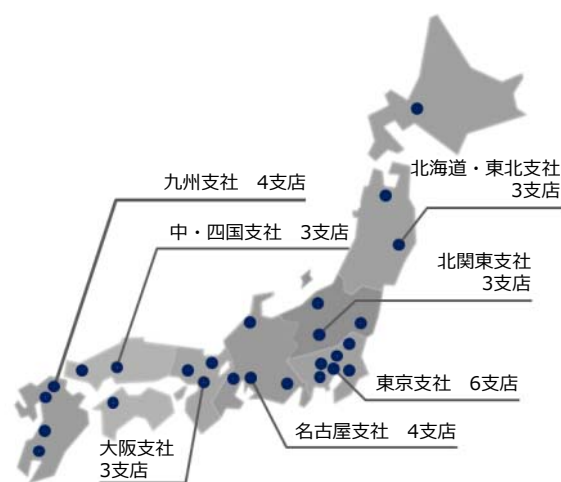 北海道・東北支社
3支店
九州支社　4支店
中・四国支社　3支店
北関東支社
3支店
東京支社　6支店
名古屋支社　4支店
大阪支社
3支店